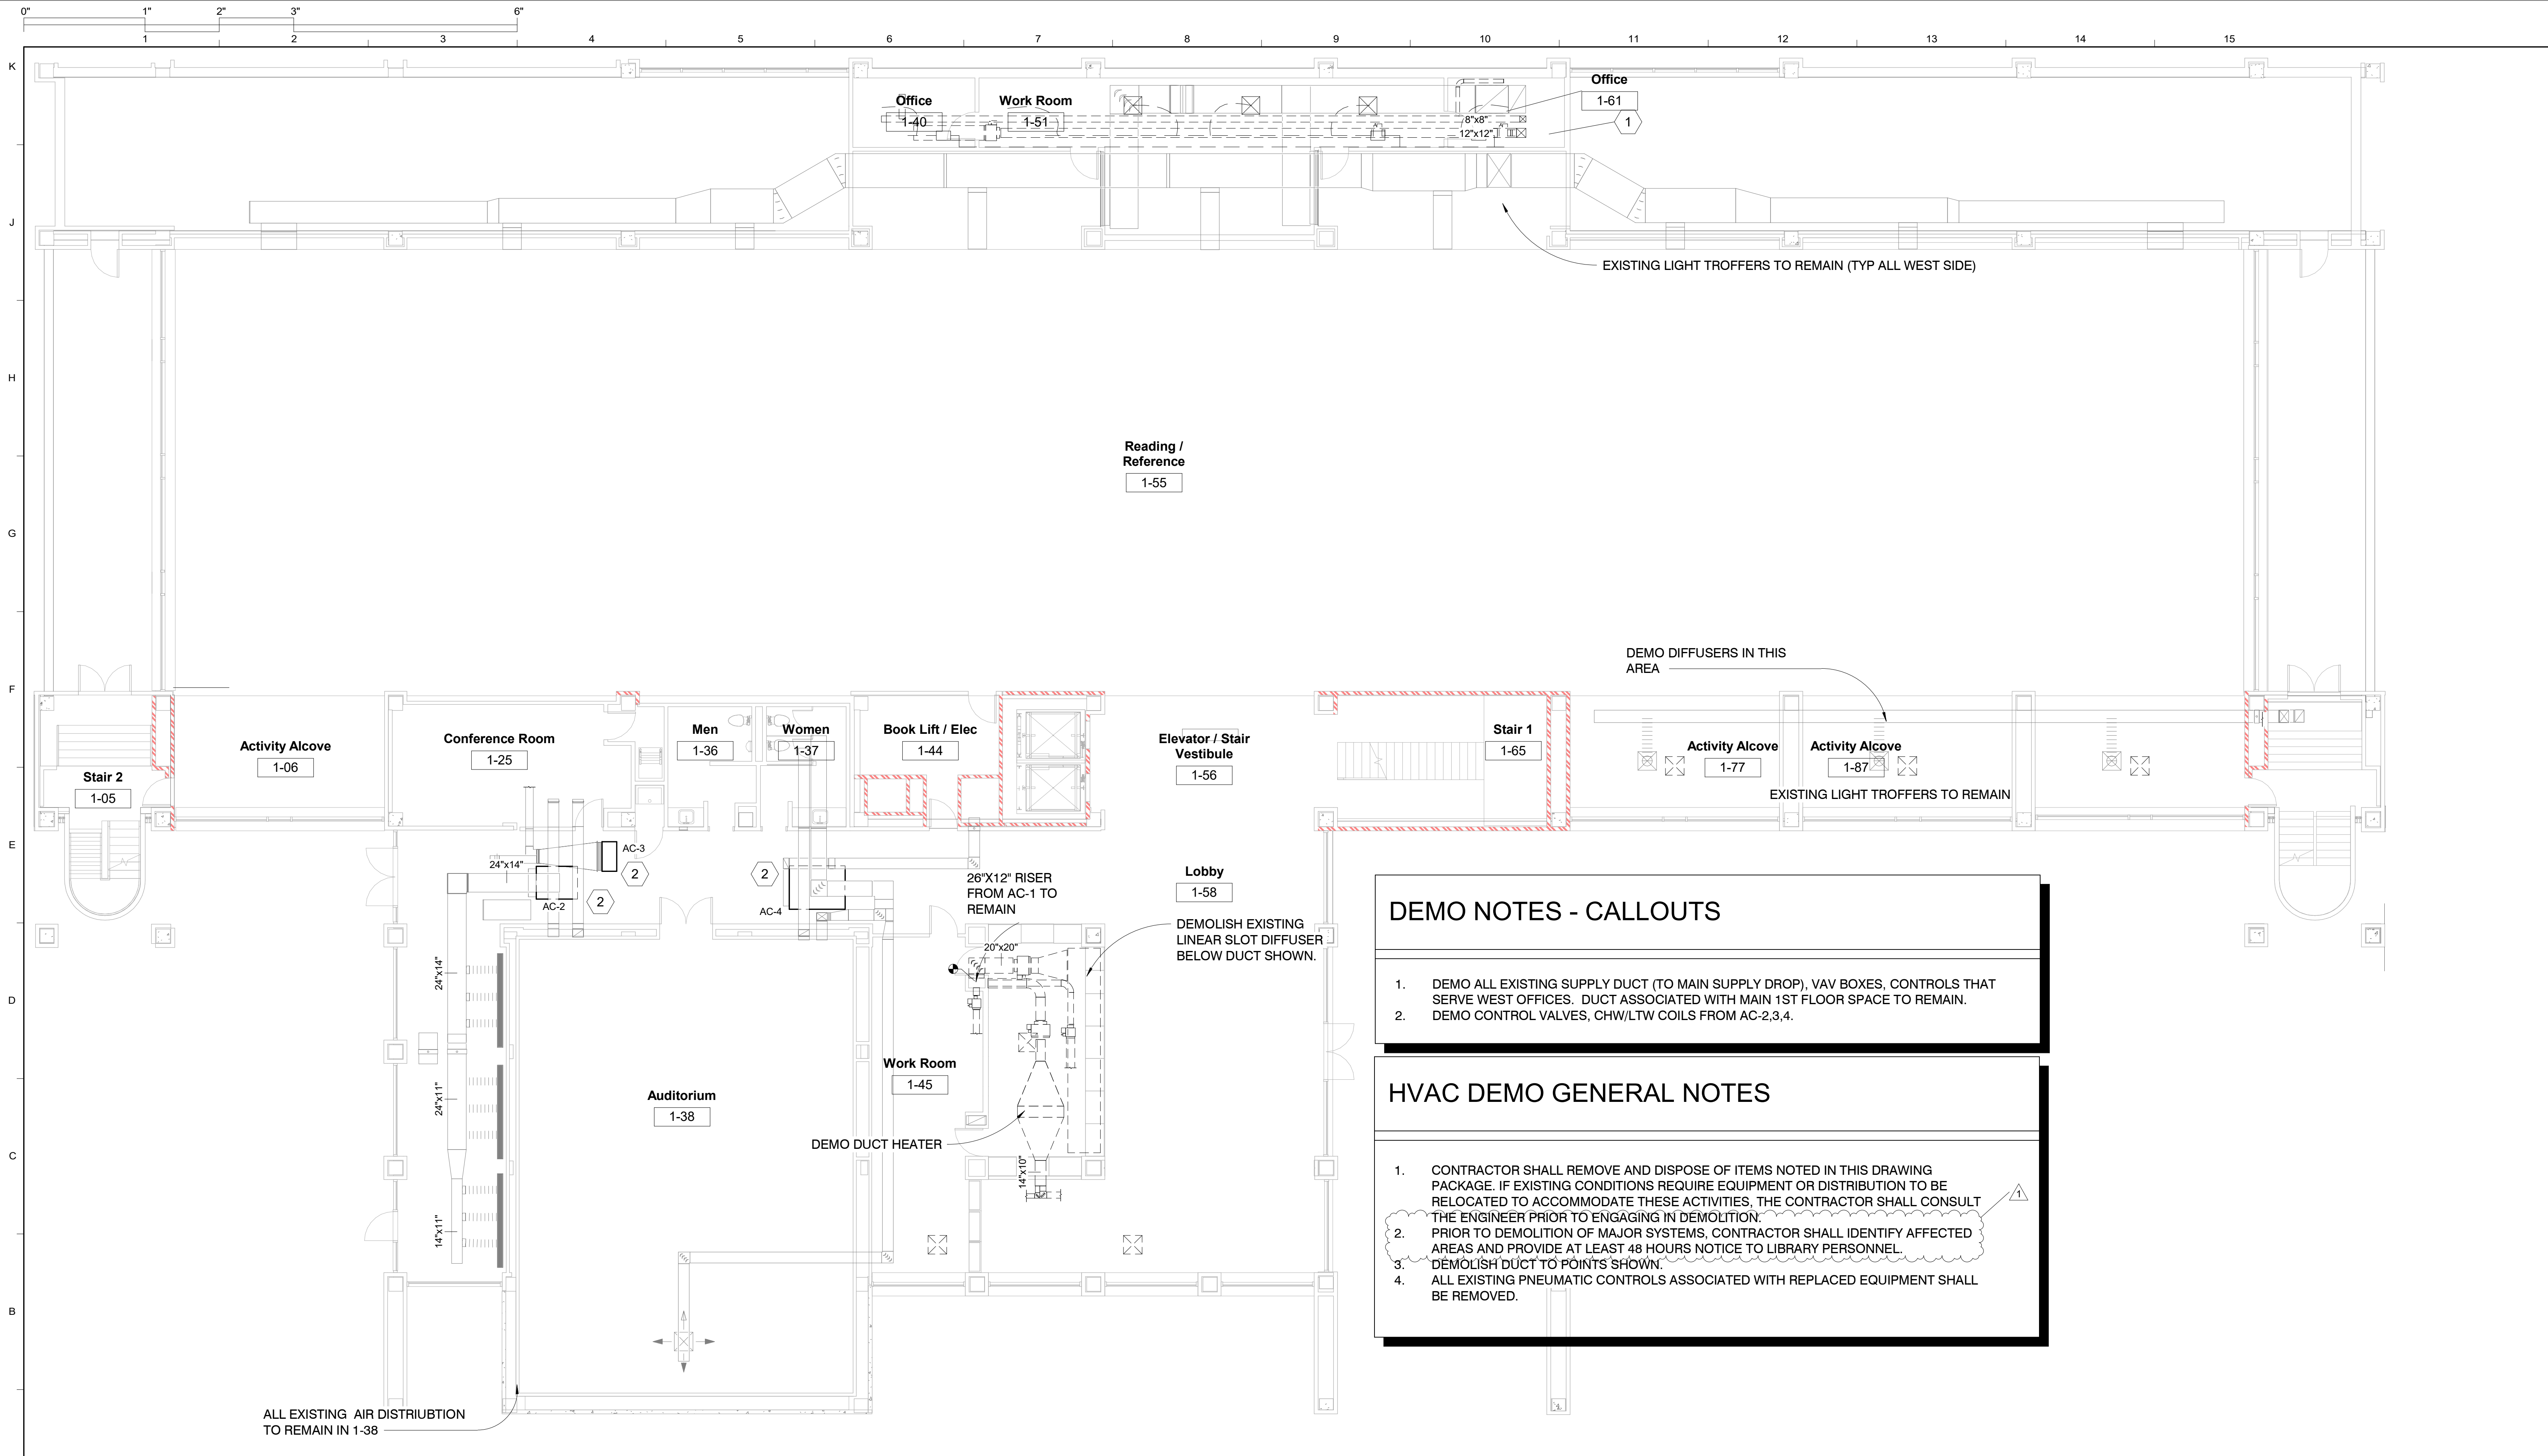 0" 1" 2" 3" 6"
1 2 3 4 5 6 7 8 9 10 11 12 13 14 15
K
J
H
G
F
E
D
C
B
Office
1-40
Work Room
1-51
Office
1-61
1
8"x8"
12"x12"
EXISTING LIGHT TROFFERS TO REMAIN (TYP ALL WEST SIDE)
Reading /
Reference
1-55
DEMO DIFFUSERS IN THIS
AREA
Stair 2
1-05
Activity Alcove
1-06
Conference Room
1-25
Men
1-36
Women
1-37
Book Lift / Elec
1-44
Elevator / Stair
Vestibule
1-56
Stair 1
1-65
Activity Alcove
1-77
Activity Alcove
1-87
EXISTING LIGHT TROFFERS TO REMAIN
AC-3
2
24"x14"
AC-2
2
2
AC-4
26"X12" RISER
FROM AC-1 TO
REMAIN
Lobby
1-58
DEMOLISH EXISTING
LINEAR SLOT DIFFUSER
BELOW DUCT SHOWN.
20"x20"
24"x14"
24"x11"
14"x11"
Work Room
1-45
Auditorium
1-38
DEMO DUCT HEATER
14"x10"
ALL EXISTING AIR DISTRIUBTION
TO REMAIN IN 1-38
DEMO NOTES - CALLOUTS
1. DEMO ALL EXISTING SUPPLY DUCT (TO MAIN SUPPLY DROP), VAV BOXES, CONTROLS THAT
SERVE WEST OFFICES. DUCT ASSOCIATED WITH MAIN 1ST FLOOR SPACE TO REMAIN.
2. DEMO CONTROL VALVES, CHW/LTW COILS FROM AC-2,3,4.
HVAC DEMO GENERAL NOTES
1. CONTRACTOR SHALL REMOVE AND DISPOSE OF ITEMS NOTED IN THIS DRAWING
PACKAGE. IF EXISTING CONDITIONS REQUIRE EQUIPMENT OR DISTRIBUTION TO BE
RELOCATED TO ACCOMMODATE THESE ACTIVITIES, THE CONTRACTOR SHALL CONSULT
THE ENGINEER PRIOR TO ENGAGING IN DEMOLITION.
2. PRIOR TO DEMOLITION OF MAJOR SYSTEMS, CONTRACTOR SHALL IDENTIFY AFFECTED
AREAS AND PROVIDE AT LEAST 48 HOURS NOTICE TO LIBRARY PERSONNEL.
3. DEMOLISH DUCT TO POINTS SHOWN.
4. ALL EXISTING PNEUMATIC CONTROLS ASSOCIATED WITH REPLACED EQUIPMENT SHALL
BE REMOVED.
1